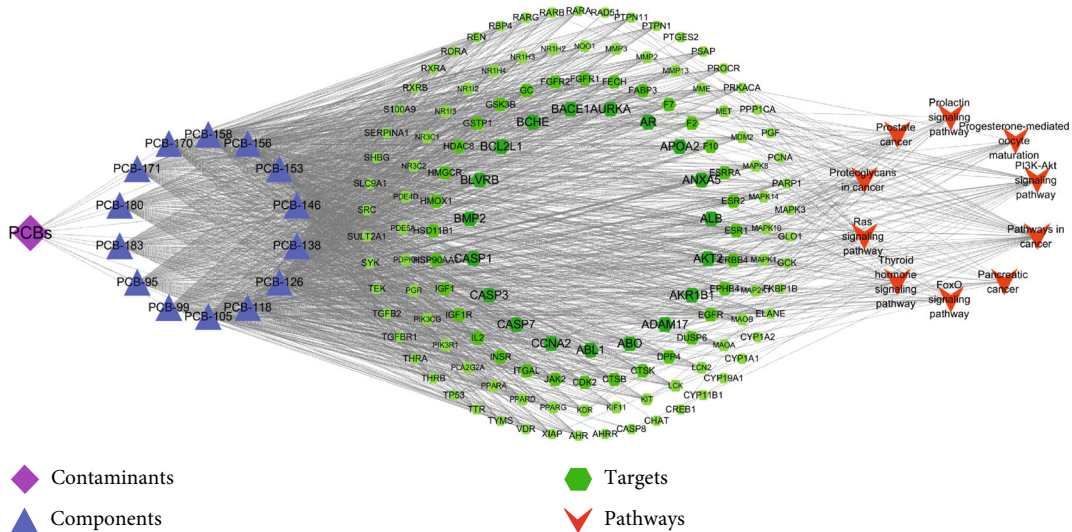 PCBs
PCB-158
PCB-170
PCB-156
PCB-171
PCB-153
PCB-180
PCB-146
PCB-183
PCB-138
PCB-95
PCB-126
PCB-99
PCB-105
PCB-118
RARA
RARB
RAD51
RARG
PTPN11
RBP4
PTPN1
REN
PTGES2
RORA
PSAP
RXRA
PROCR
RXRB
PRKACA
S100A9
PPP1CA
SERPINA1
PGF
SHBG
PCNA
SLC9A1
PARP1
SRC
MAPK3
SULT2A1
GLO1
SYK
GCK
TEK
FKBP1B
TGFB2
ELANE
TGFBR1
CYP1A2
THRA
CYP1A1
THRB
CYP19A1
TP53
CYP11B1
TTR
CREB1
TYMS
CHAT
VDR
CASP8
XIAP
AHR
AHRR
NR1H2
NQO1
NR1H3
MMP3
NR1H4
MMP2
NR1I2
MMP13
NR1I3
MME
NR3C1
MET
NR3C2
MDM2
PDE4D
MAPK8
PDE5A
MAPK14
MAPK10
PGR
MAPK1
PIK3CG
MAP2K
PIK3R1
MAOB
PLA2G2A
MAOA
PPARA
LCN2
PPARD
LCK
PPARG
KIT
KDR
KIF11
FGFR2
FGFR1
FECH
GC
FABP3
GSK3B
F7
GSTP1
F2
HDAC8
F10
HMGCR
ESRRA
HMOX1
ESR2
HSD11B1
ESR1
HSP90AA
ERBB4
IGF1
EPHB4
IGF1R
EGFR
IL2
DUSP6
INSR
DPP4
ITGAL
CTSK
JAK2
CDK2
CTSB
BACE1
AURKA
BCHE
AR
BCL2L1
APOA2
BLVRB
ANXA5
BMP2
ALB
CASP1
AKT2
CASP3
AKR1B1
CASP7
ADAM17
CCNA2
ABL1
ABO
Prolactin
signaling
pathway
Prostate
cancer
Progesterone-mediated
oocyte
maturation
Proteoglycans
in cancer
PI3K-Akt
signaling
pathway
Ras
signaling
pathway
Pathways
in cancer
Thyroid
hormone
signaling
pathway
FoxO
signaling
pathway
Pancreatic
cancer
Contaminants
Targets
Components
Pathways